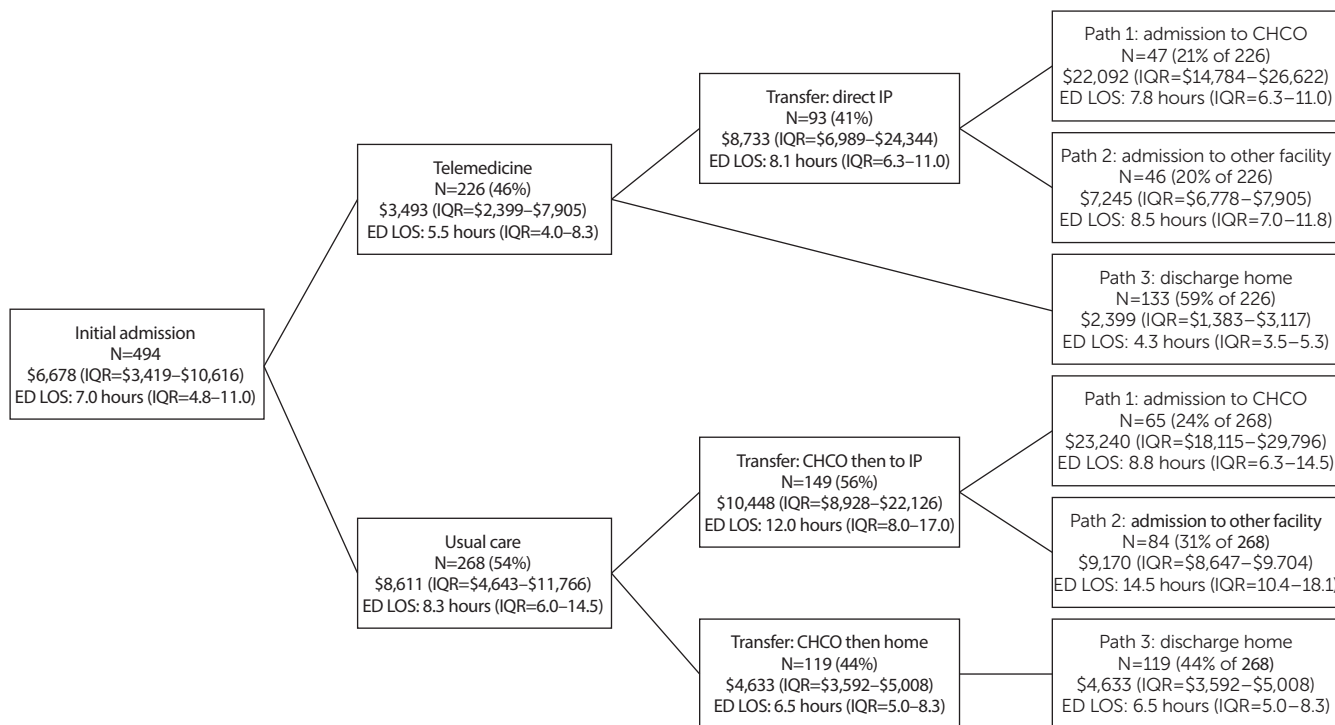 Initial admission
N=494
$6,678 (IQR=$3,419–$10,616)
ED LOS: 7.0 hours (IQR=4.8–11.0)
Telemedicine
N=226 (46%)
$3,493 (IQR=$2,399–$7,905)
ED LOS: 5.5 hours (IQR=4.0–8.3)
Usual care
N=268 (54%)
$8,611 (IQR=$4,643–$11,766)
ED LOS: 8.3 hours (IQR=6.0–14.5)
Transfer: direct IP
N=93 (41%)
$8,733 (IQR=$6,989–$24,344)
ED LOS: 8.1 hours (IQR=6.3–11.0)
Transfer: CHCO then to IP
N=149 (56%)
$10,448 (IQR=$8,928–$22,126)
ED LOS: 12.0 hours (IQR=8.0–17.0)
Transfer: CHCO then home
N=119 (44%)
$4,633 (IQR=$3,592–$5,008)
ED LOS: 6.5 hours (IQR=5.0–8.3)
Path 1: admission to CHCO
N=47 (21% of 226)
$22,092 (IQR=$14,784–$26,622)
ED LOS: 7.8 hours (IQR=6.3–11.0)
Path 2: admission to other facility
N=46 (20% of 226)
$7,245 (IQR=$6,778–$7,905)
ED LOS: 8.5 hours (IQR=7.0–11.8)
Path 3: discharge home
N=133 (59% of 226)
$2,399 (IQR=$1,383–$3,117)
ED LOS: 4.3 hours (IQR=3.5–5.3)
Path 1: admission to CHCO
N=65 (24% of 268)
$23,240 (IQR=$18,115–$29,796)
ED LOS: 8.8 hours (IQR=6.3–14.5)
Path 2: admission to other facility
N=84 (31% of 268)
$9,170 (IQR=$8,647–$9.704)
ED LOS: 14.5 hours (IQR=10.4–18.1)
Path 3: discharge home
N=119 (44% of 268)
$4,633 (IQR=$3,592–$5,008)
ED LOS: 6.5 hours (IQR=5.0–8.3)